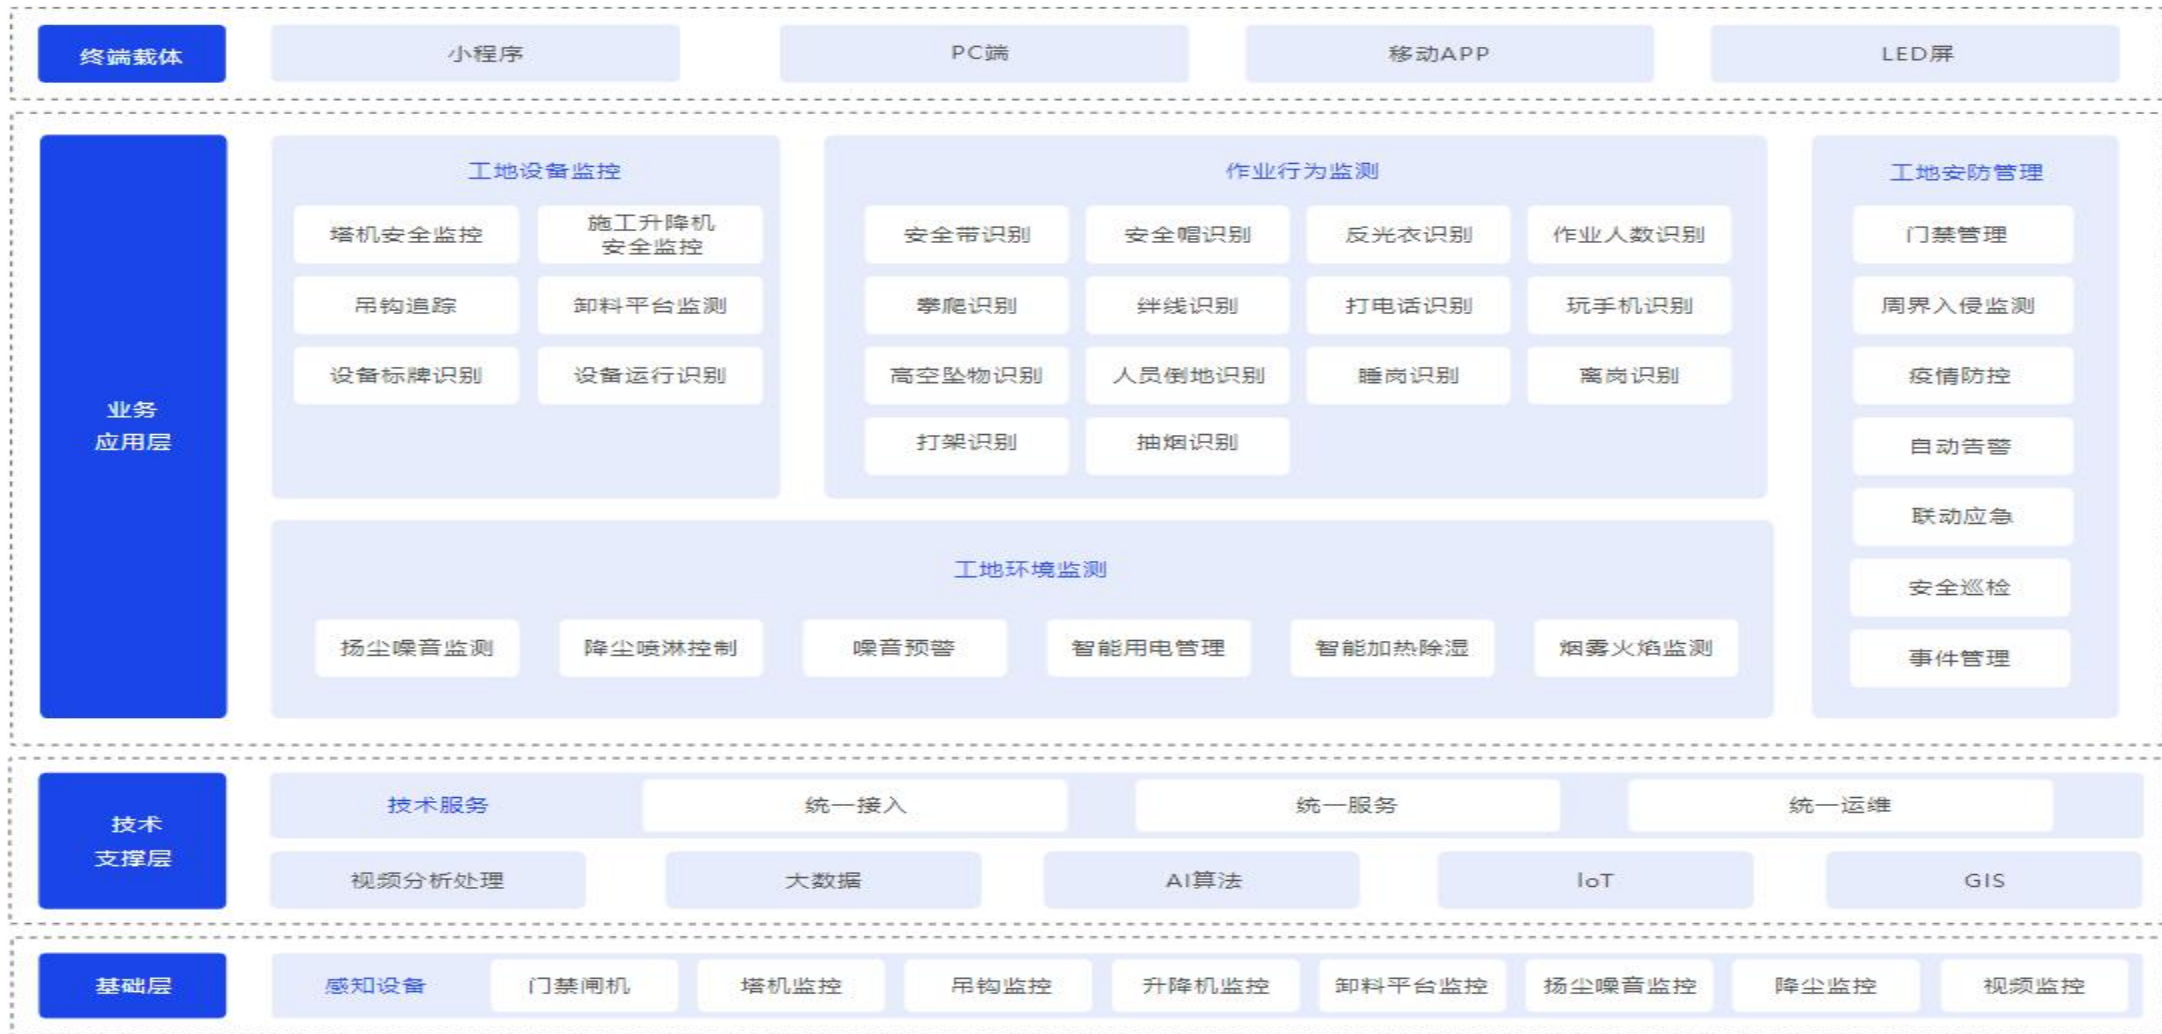 终端载体
小程序
PC端
移动APP
LED屏
业务
应用层
工地设备监控
塔机安全监控
施工升降机
安全监控
吊钩追踪
卸料平台监测
设备标牌识别
设备运行识别
作业行为监测
安全带识别
安全帽识别
反光衣识别
作业人数识别
攀爬识别
绊线识别
打电话识别
玩手机识别
高空坠物识别
人员倒地识别
睡岗识别
离岗识别
打架识别
抽烟识别
工地安防管理
门禁管理
周界入侵监测
疫情防控
自动告警
联动应急
安全巡检
事件管理
工地环境监测
扬尘噪音监测
降尘喷淋控制
噪音预警
智能用电管理
智能加热除湿
烟雾火焰监测
技术
支撑层
技术服务
统一接入
统一服务
统一运维
视频分析处理
大数据
AI算法
IoT
GIS
基础层
感知设备
门禁闸机
塔机监控
吊钩监控
升降机监控
卸料平台监控
扬尘噪音监控
降尘监控
视频监控